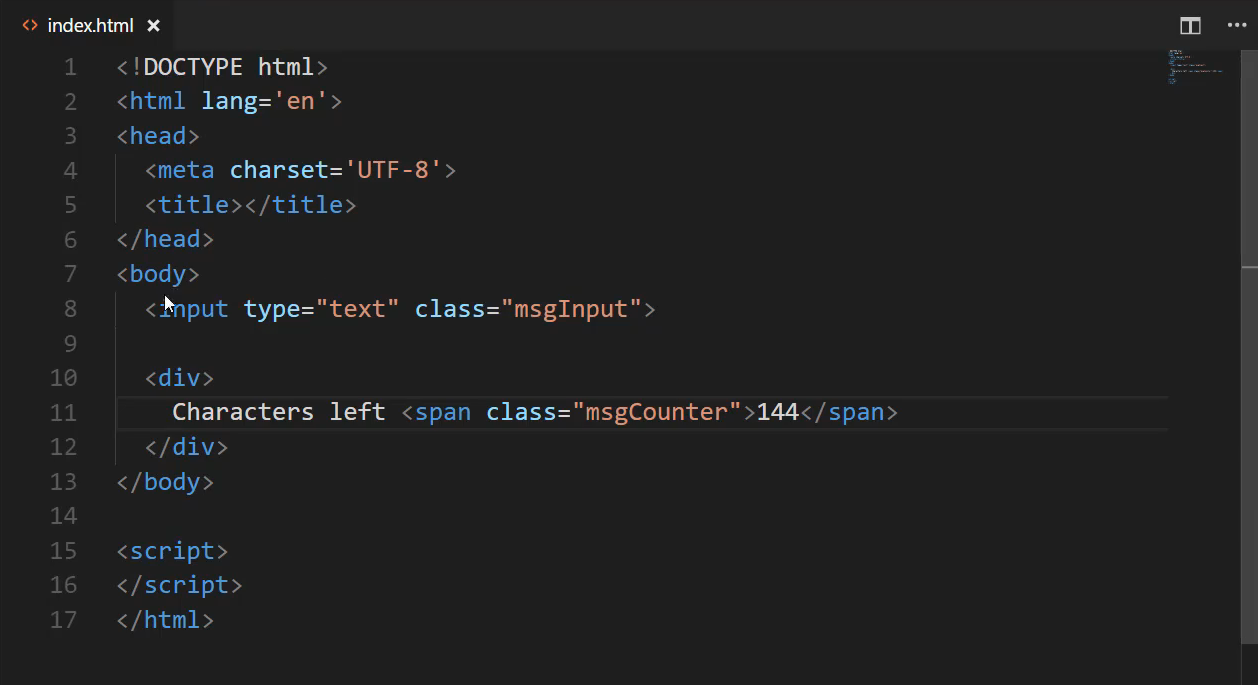 index.html
1 <!DOCTYPE html>
2 <html lang='en'>
3 <head>
4 <meta charset='UTF-8'>
5 <title></title>
6 </head>
7 <body>
8 <input type="text" class="msgInput">
9
10 <div>
11 Characters left <span class="msgCounter">144</span>
12 </div>
13 </body>
14
15 <script>
16 </script>
17 </html>